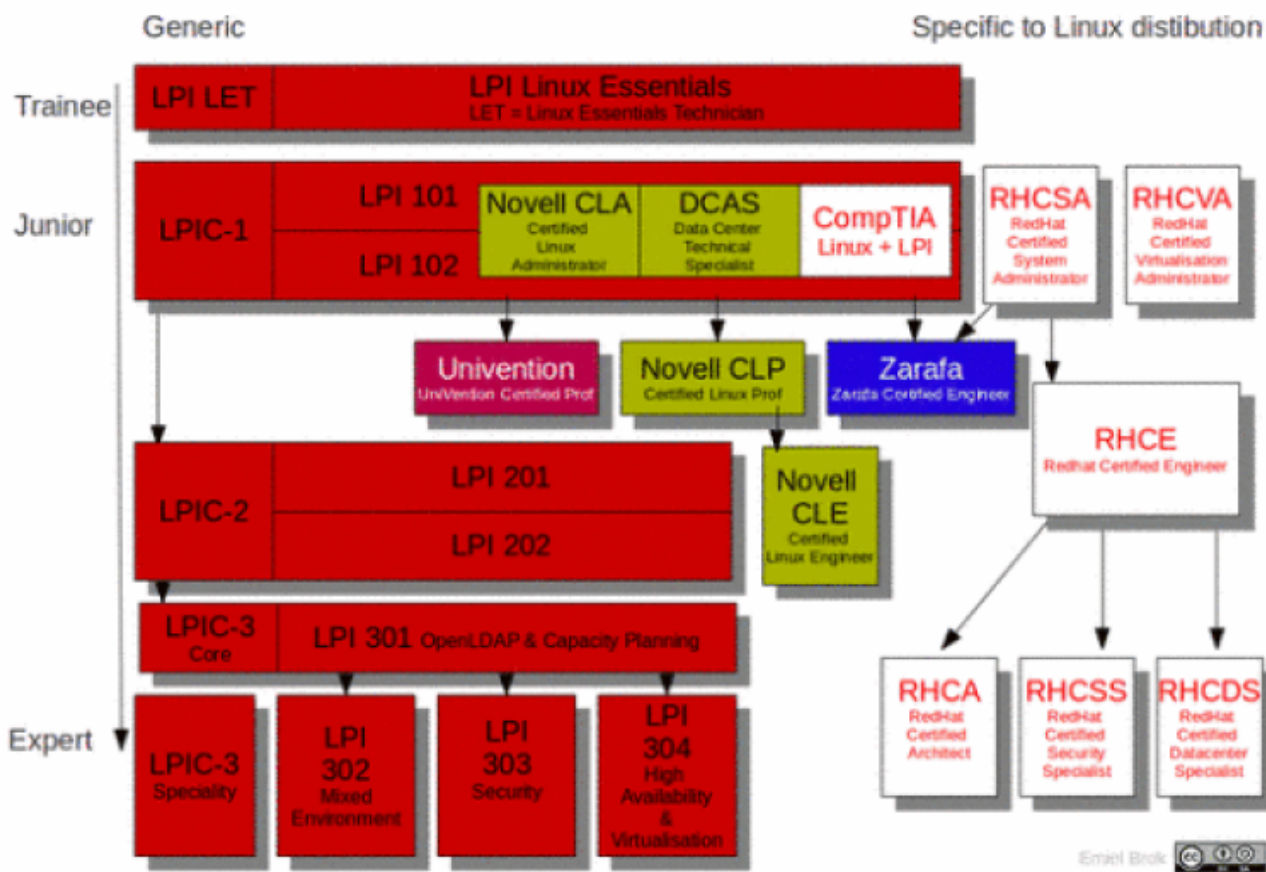 Generic
Specific to Linux distibution
Trainee
LPI LET
LPI Linux Essentials
LET = Linux Essentials Technician
Junior
LPIC-1
LPI 101
LPI 102
Novell CLA
Certified
Linux
Administrator
DCAS
Data Center
Technical
Specialist
CompTIA
Linux + LPI
RHCSA
RedHat
Certified
System
Administrator
RHCVA
RedHat
Certified
Virtualisation
Administrator
Univention
UniVention Certified Prof
Novell CLP
Certified Linux Prof
Zarafa
Zarafa Certified Engineer
RHCE
Redhat Certified Engineer
LPIC-2
LPI 201
LPI 202
Novell
CLE
Certified
Linux Engineer
LPIC-3
Core
LPI 301 OpenLDAP & Capacity Planning
Expert
LPIC-3
Speciality
LPI
302
Mixed
Environment
LPI
303
Security
LPI
304
High
Availability
&
Virtualisation
RHCA
RedHat
Certified
Architect
RHCSS
RedHat
Certified
Security
Specialist
RHCDS
RedHat
Certified
Datacenter
Specialist
Emiel Brok
cc